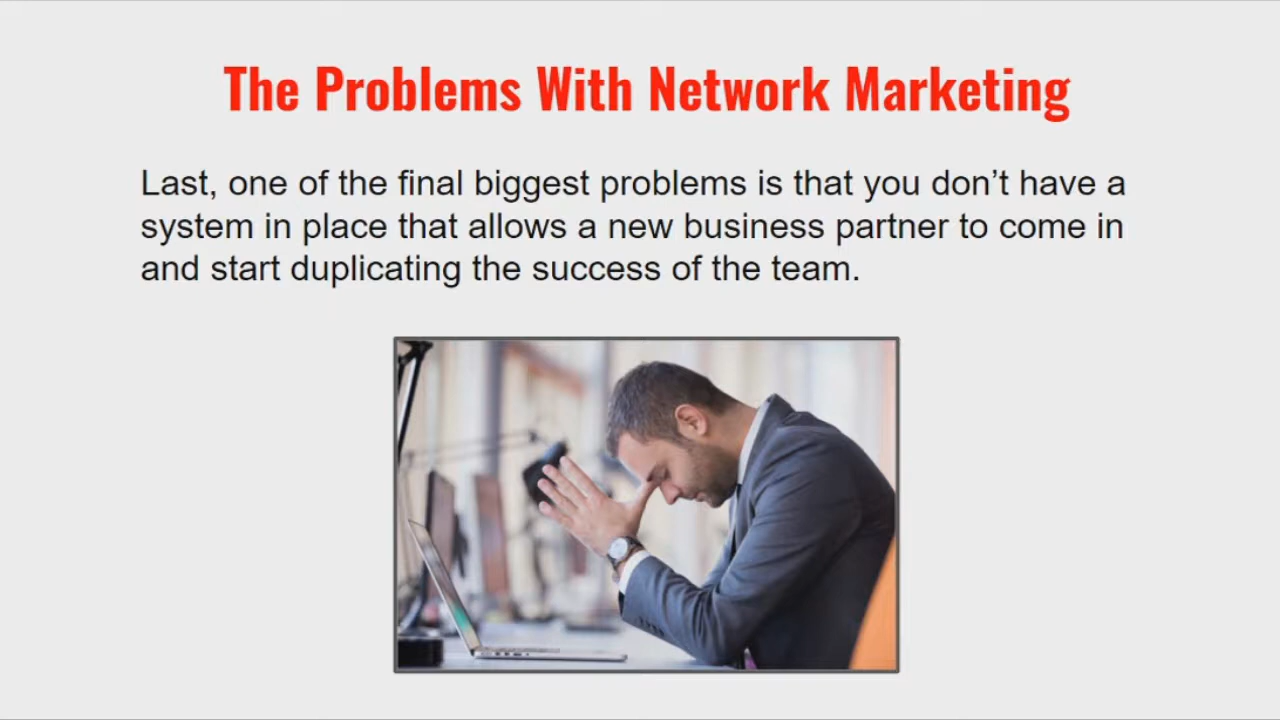 The Problems With Network Marketing
Last, one of the final biggest problems is that you don’t have a
system in place that allows a new business partner to come in
and start duplicating the success of the team.